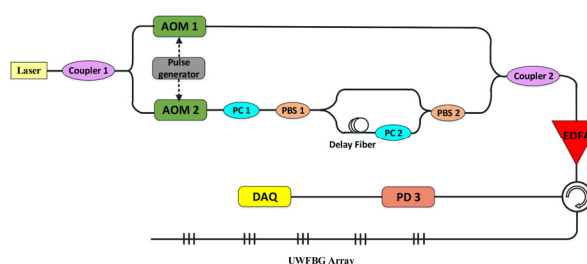 AOM 1
Laser
Coupler 1
Pulse
generator
Coupler 2
AOM 2
PC 1
PBS 1
PBS 2
PC 2
Delay Fiber
EDFA
DAQ
PD 3
UWFBG Array